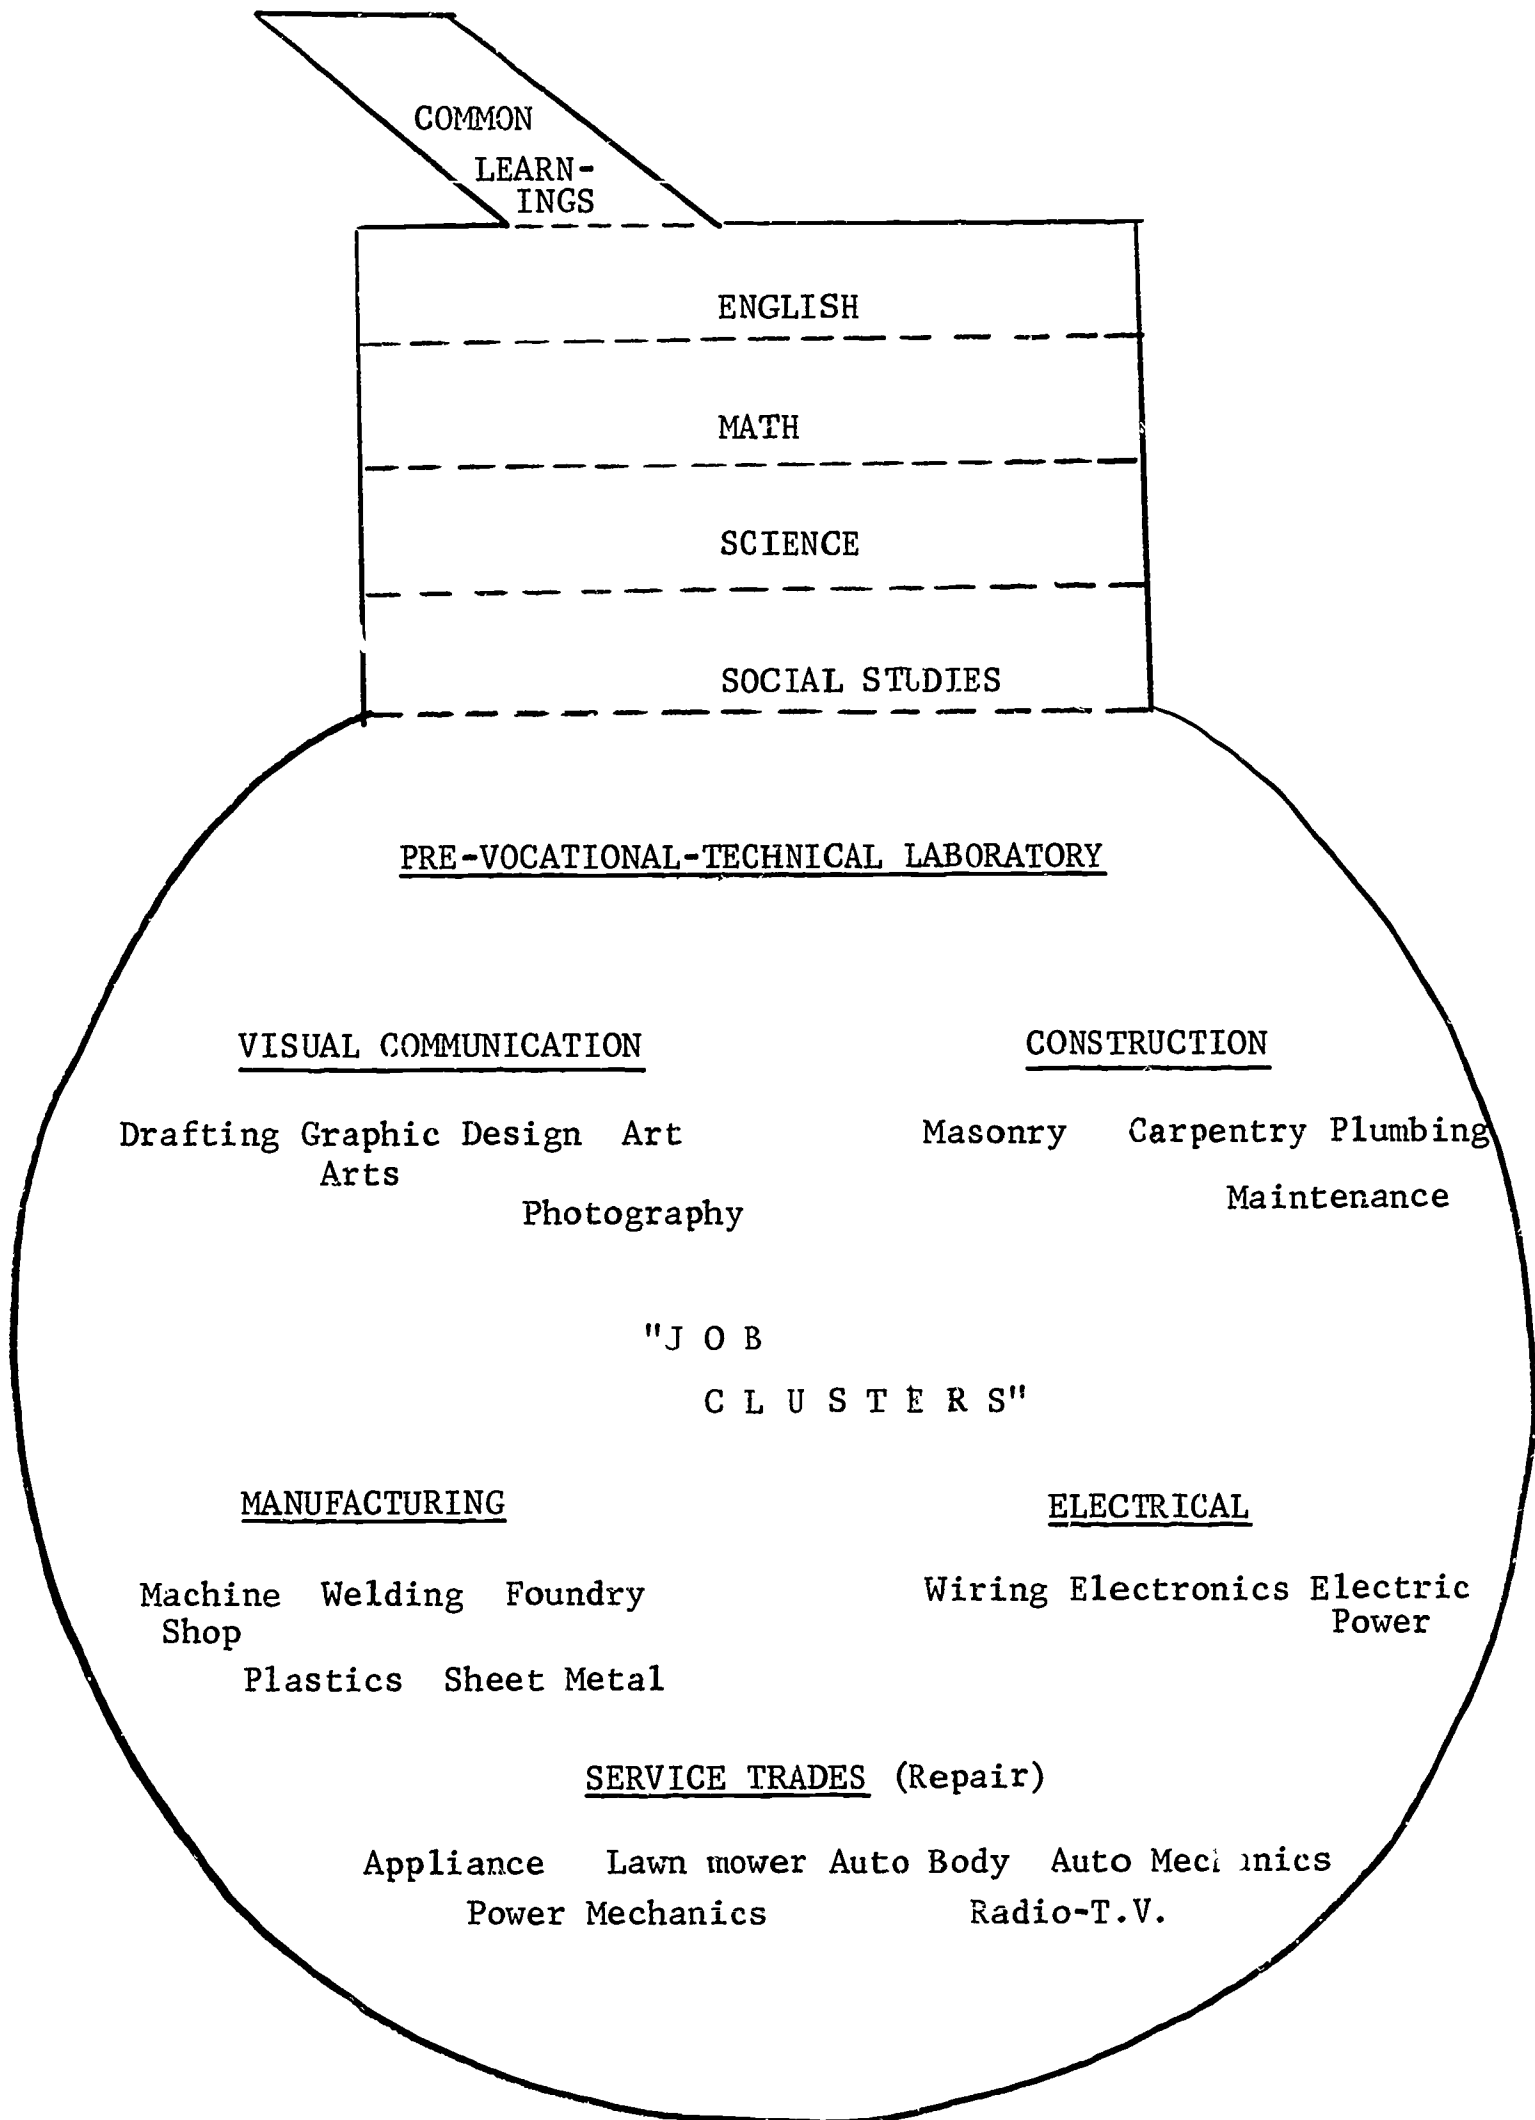 COMMON
LEARN-
INGS
ENGLISH
MATH
SCIENCE
SOCIAL STUDIES
PRE-VOCATIONAL-TECHNICAL LABORATORY
VISUAL COMMUNICATION
Drafting Graphic Design Art
Arts
Photography
CONSTRUCTION
Masonry Carpentry Plumbing
Maintenance
"J O B
C L U S T E R S"
MANUFACTURING
Machine Welding Foundry
Shop
Plastics Sheet Metal
ELECTRICAL
Wiring Electronics Electric
Power
SERVICE TRADES (Repair)
Appliance Lawn mower Auto Body Auto Mechanics
Power Mechanics Radio-T.V.